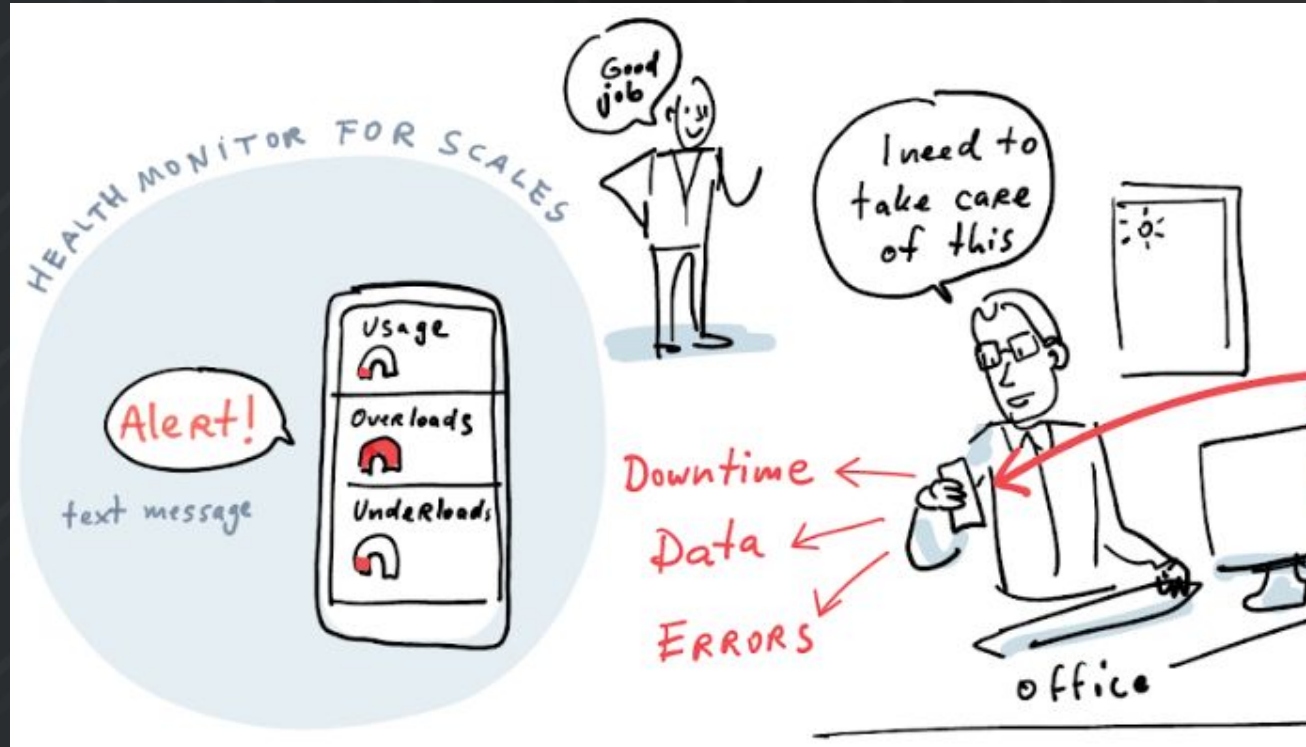 HEALTH MONITOR FOR SCALES
Good
job
I need to
take care
of this
Usage
Overloads
Underloads
Alert!
text message
Downtime
Data
ERRORS
office